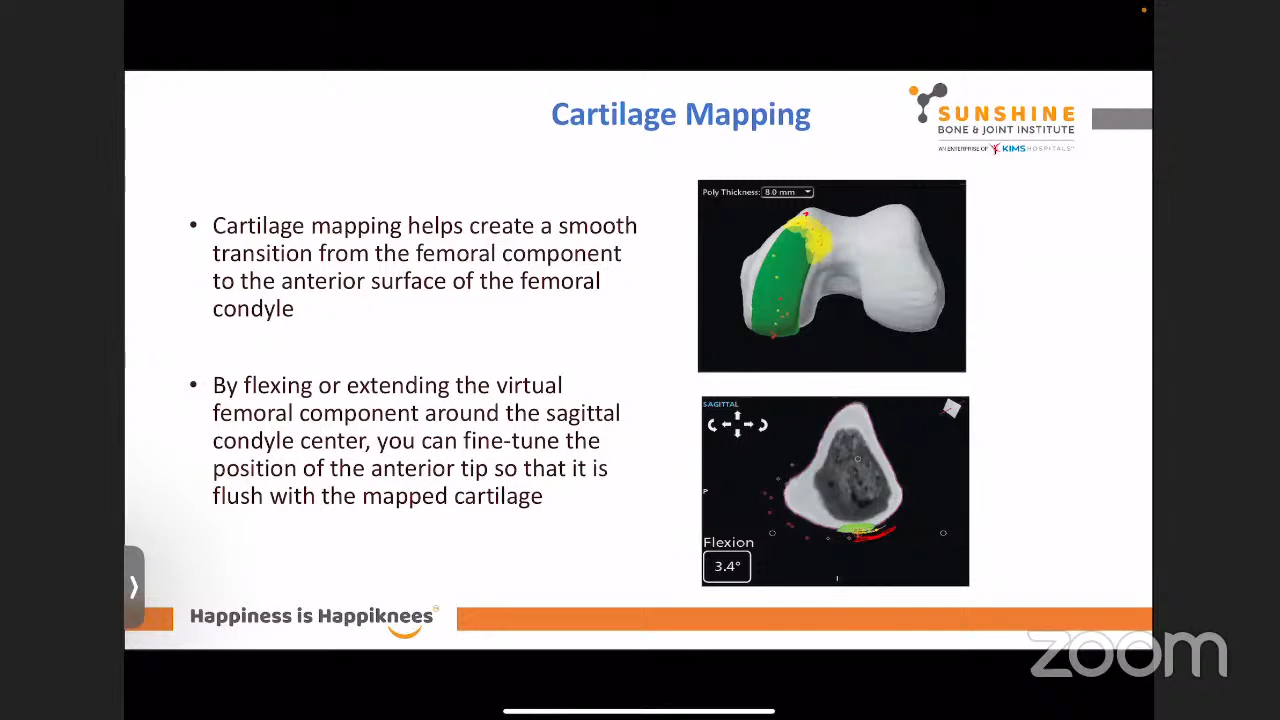 Cartilage Mapping
SUNSHINE
BONE & JOINT INSTITUTE
AN ENTERPRISE OF KIMS HOSPITALS
• Cartilage mapping helps create a smooth
transition from the femoral component
to the anterior surface of the femoral
condyle
• By flexing or extending the virtual
femoral component around the sagittal
condyle center, you can fine-tune the
position of the anterior tip so that it is
flush with the mapped cartilage
Poly Thickness: 8.0 mm
SAGITTAL
P
Flexion
3.4°
I
Happiness is Happiknees
zoom